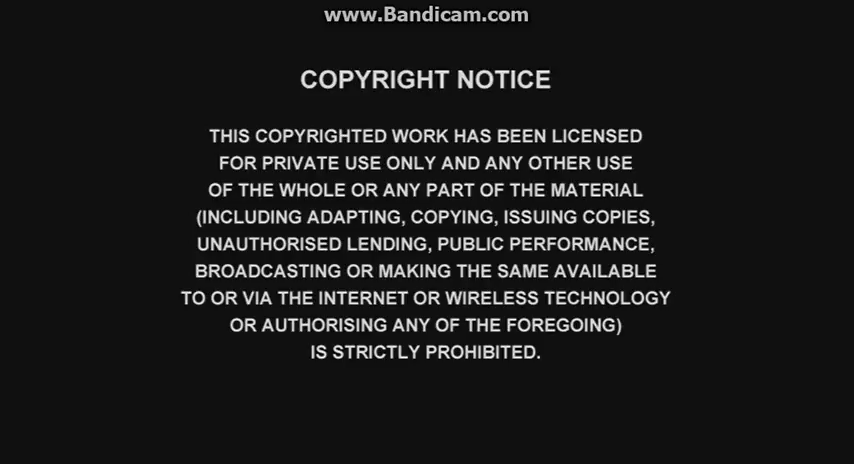 www.Bandicam.com
COPYRIGHT NOTICE
THIS COPYRIGHTED WORK HAS BEEN LICENSED
FOR PRIVATE USE ONLY AND ANY OTHER USE
OF THE WHOLE OR ANY PART OF THE MATERIAL
(INCLUDING ADAPTING, COPYING, ISSUING COPIES,
UNAUTHORISED LENDING, PUBLIC PERFORMANCE,
BROADCASTING OR MAKING THE SAME AVAILABLE
TO OR VIA THE INTERNET OR WIRELESS TECHNOLOGY
OR AUTHORISING ANY OF THE FOREGOING)
IS STRICTLY PROHIBITED.